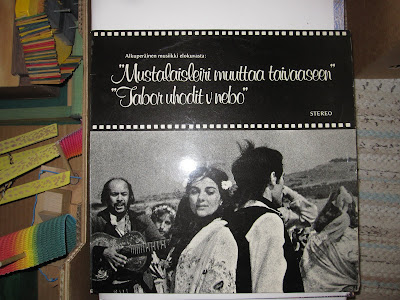 Alkuperäinen musiikki elokuvasta:
"Mustalaisleiri muuttaa taivaaseen"
"Tabor uhodit v nebo"
STEREO